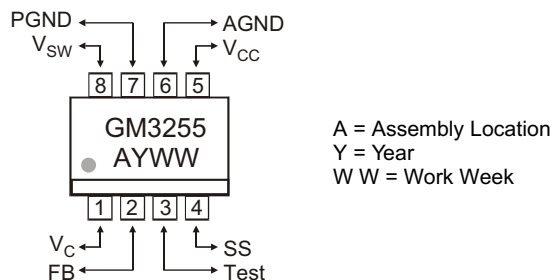 PGND AGND
VSW VCC
8 7 6 5
GM3255
AYWW
A = Assembly Location
Y = Year
W W = Work Week
1 2 3 4
VC SS
FB Test